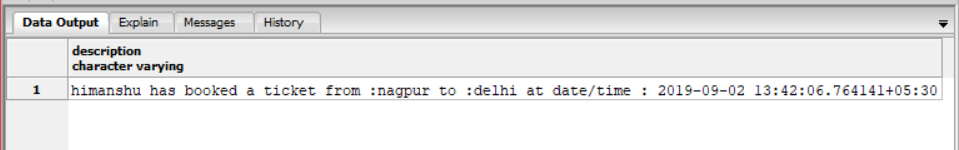 Data Output Explain Messages History
description
character varying
1 himanshu has booked a ticket from :nagpur to :delhi at date/time : 2019-09-02 13:42:06.764141+05:30